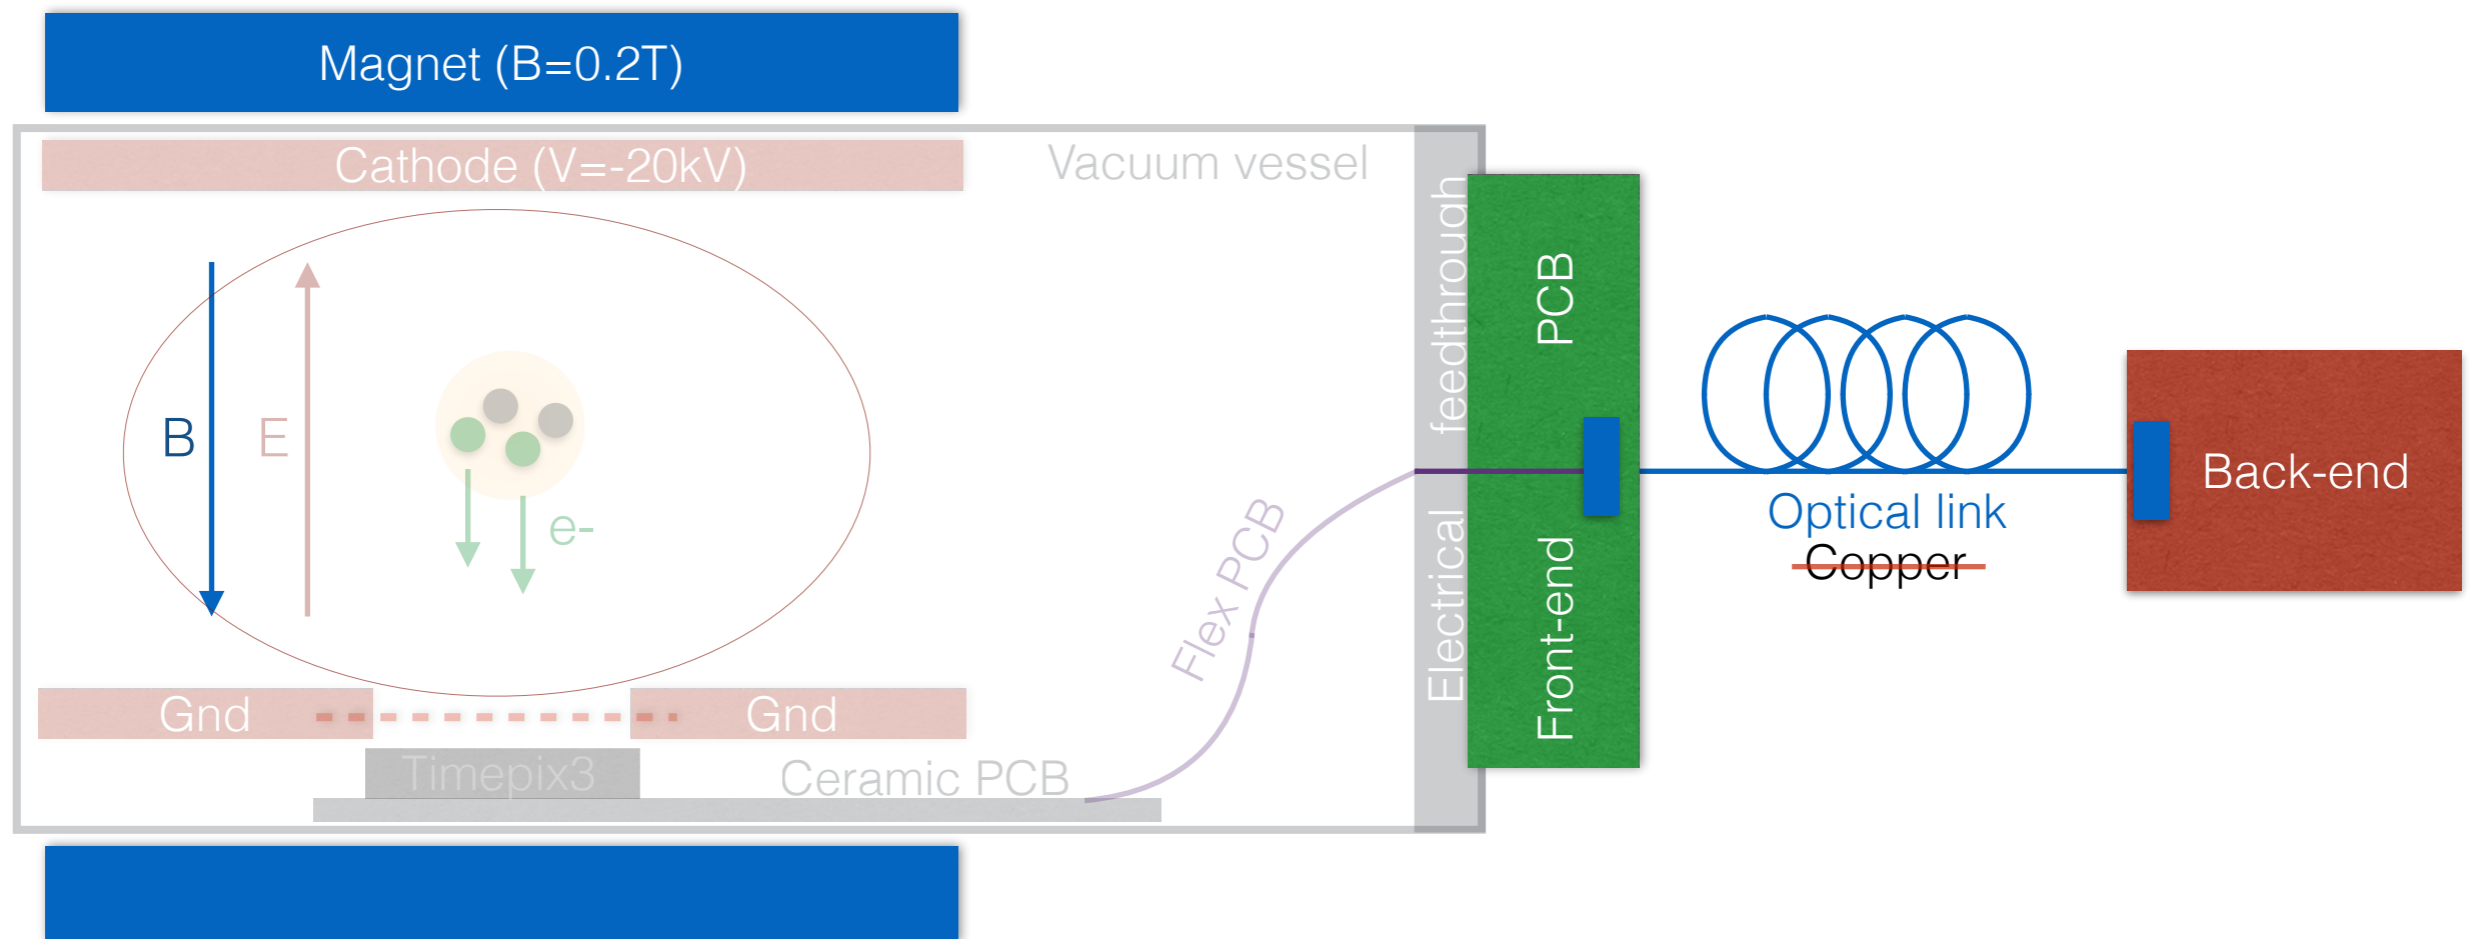 Magnet (B=0.2T)
Cathode (V=-20kV)
Vacuum vessel
Electrical feedthrough
Front-end PCB
B
E
e-
Flex PCB
Optical link
Copper
Back-end
Gnd
Gnd
Timepix3
Ceramic PCB